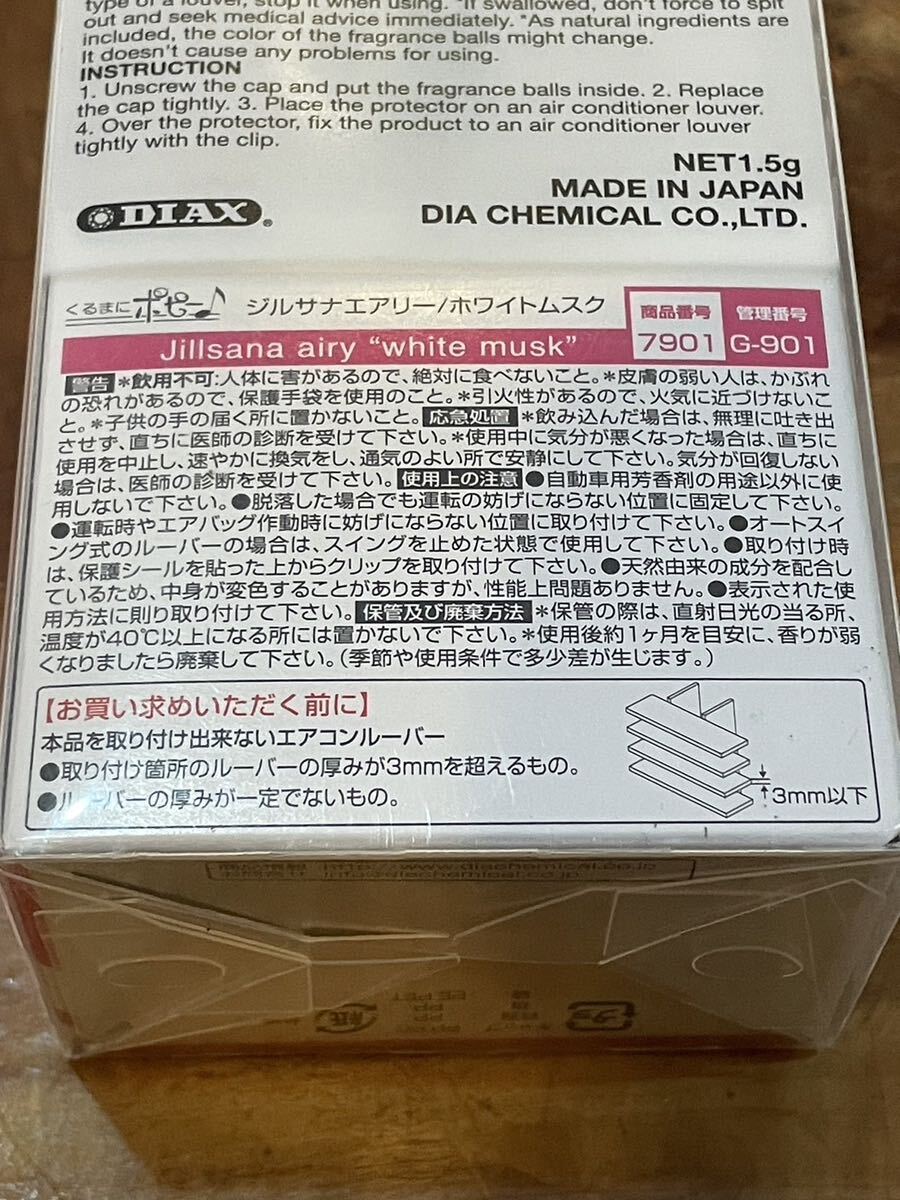 type of a louver, stop it when using. *If swallowed, don't force to spit
out and seek medical advice immediately. *As natural ingredients are
included, the color of the fragrance balls might change.
It doesn't cause any problems for using.
INSTRUCTION
1. Unscrew the cap and put the fragrance balls inside. 2. Replace
the cap tightly. 3. Place the protector on an air conditioner louver.
4. Over the protector, fix the product to an air conditioner louver
tightly with the clip.
NET1.5g
MADE IN JAPAN
DIAX® DIA CHEMICAL CO.,LTD.
くるまにポピー♪ ジルサナエアリー/ホワイトムスク 商品番号 管理番号
Jillsana airy “white musk” 7901 G-901
警告 *飲用不可:人体に害があるので、絶対に食べないこと。*皮膚の弱い人は、かぶれ
の恐れがあるので、保護手袋を使用のこと。*引火性があるので、火気に近づけないこ
と。*子供の手の届く所に置かないこと。 応急処置 *飲み込んだ場合は、無理に吐き出
させず、直ちに医師の診断を受けて下さい。*使用中に気分が悪くなった場合は、直ちに
使用を中止し、速やかに換気をし、通気のよい所で安静にして下さい。気分が回復しない
場合は、医師の診断を受けて下さい。 使用上の注意 ●自動車用芳香剤の用途以外に使
用しないで下さい。●脱落した場合でも運転の妨げにならない位置に固定して下さい。
●運転時やエアバッグ作動時に妨げにならない位置に取り付けて下さい。●オートスイ
ング式のルーバーの場合は、スイングを止めた状態で使用して下さい。●取り付け時
は、保護シールを貼った上からクリップを取り付けて下さい。●天然由来の成分を配合し
ているため、中身が変色することがありますが、性能上問題ありません。●表示された使
用方法に則り取り付けて下さい。 保管及び廃棄方法 *保管の際は、直射日光の当る所、
温度が40℃以上になる所には置かないで下さい。*使用後約1ヶ月を目安に、香りが弱
くなりましたら廃棄して下さい。(季節や使用条件で多少差が生じます。)
【お買い求めいただく前に】
本品を取り付け出来ないエアコンルーバー
●取り付け箇所のルーバーの厚みが3mmを超えるもの。
●ルーバーの厚みが一定でないもの。
3mm以下
商品情報 http://www.diachemical.co.jp
お問合せ info@diachemical.co.jp